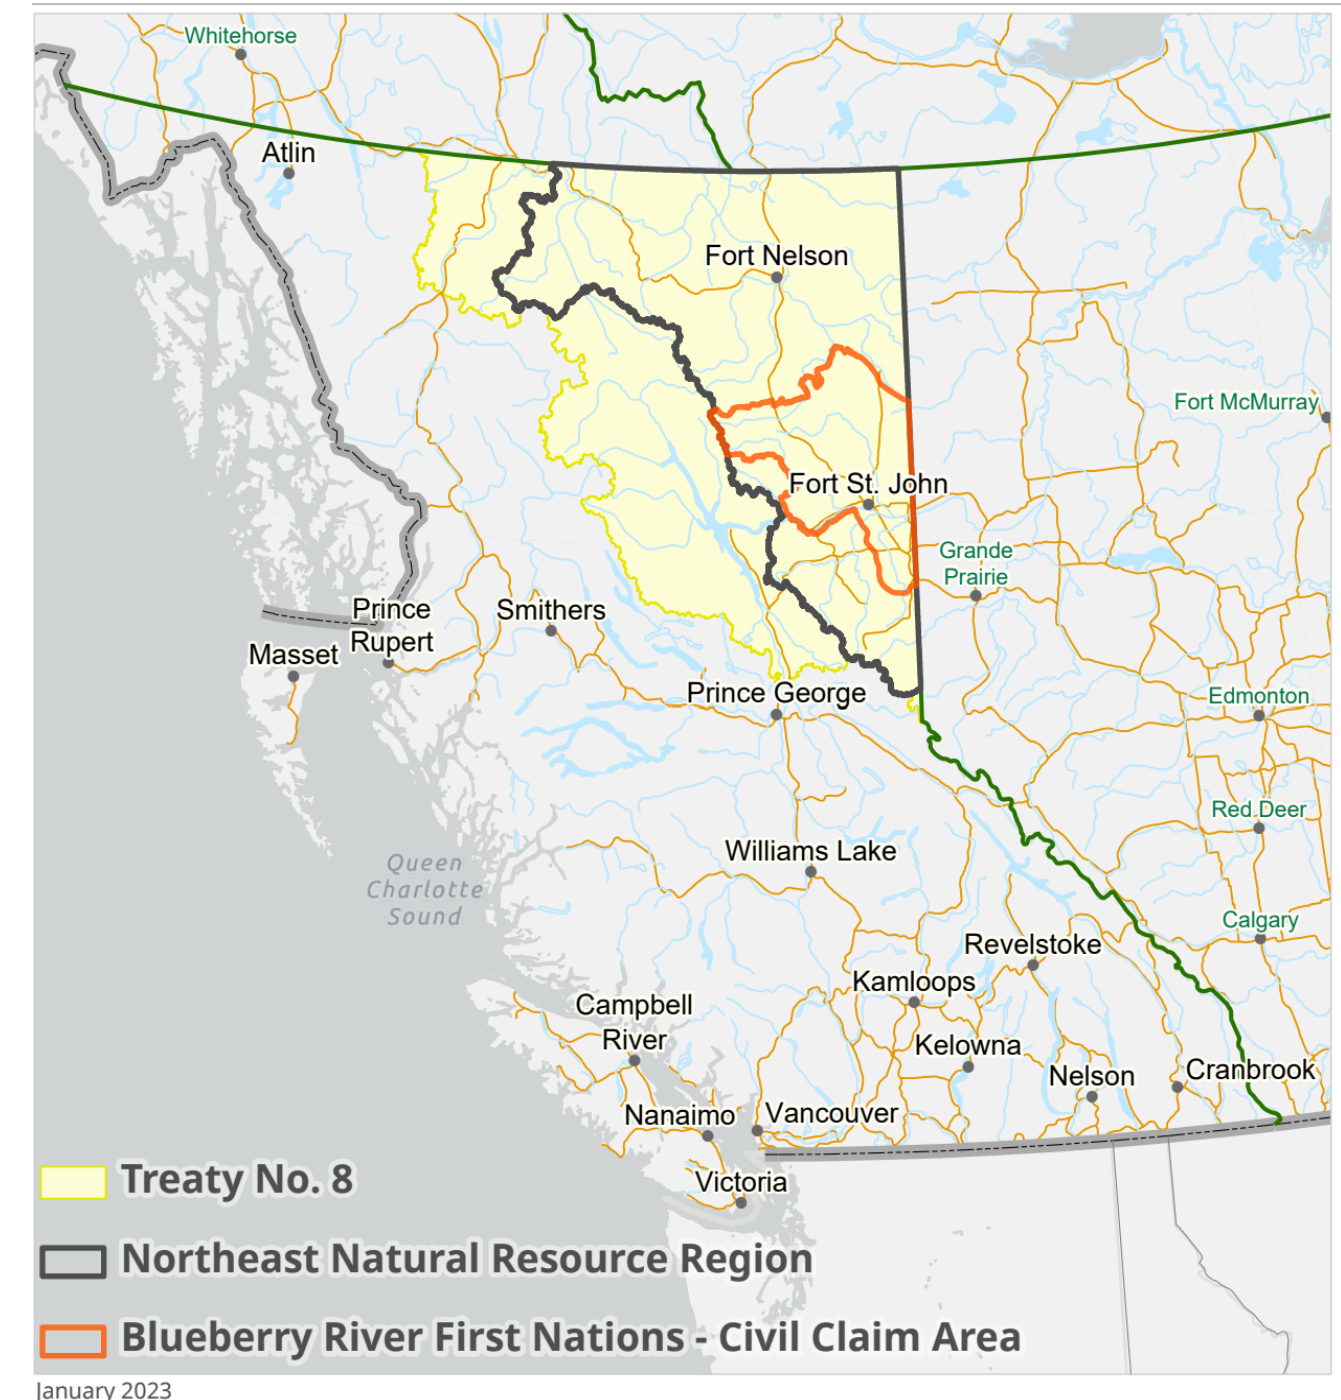 Whitehorse
Atlin
Fort Nelson
Fort McMurray
Fort St. John
Grande
Prairie
Prince
Rupert
Smithers
Masset
Prince George
Edmonton
Red Deer
Williams Lake
Queen
Charlotte
Sound
Calgary
Revelstoke
Kamloops
Campbell
River
Kelowna
Nelson
Cranbrook
Nanaimo
Vancouver
Victoria
Treaty No. 8
Northeast Natural Resource Region
Blueberry River First Nations - Civil Claim Area
January 2023